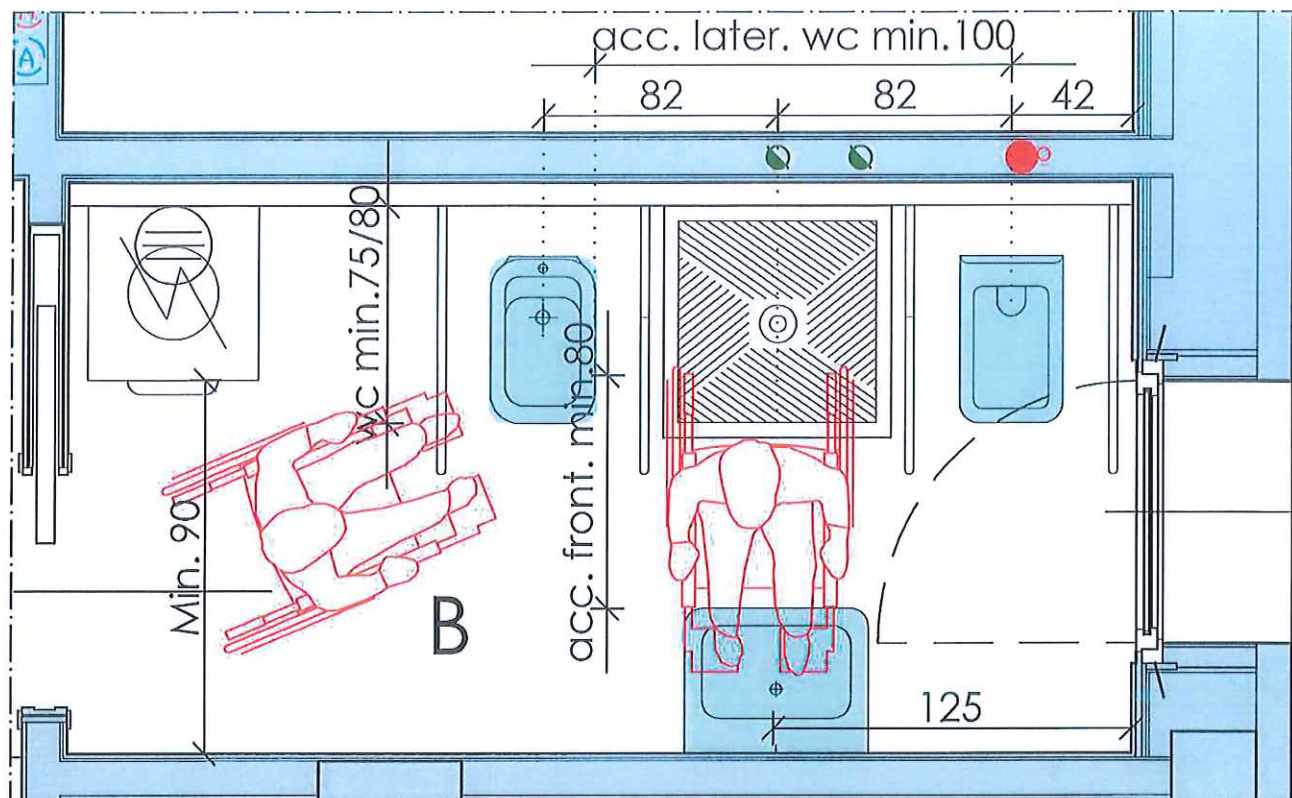 H
A
acc. later. wc min.100
82
82
42
wc min.75/80
acc. front. min.80
Min. 90
B
125